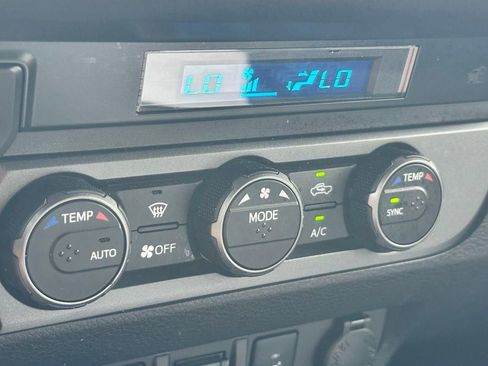 LO LO
TEMP
AUTO
OFF
MODE
A/C
TEMP
SYNC